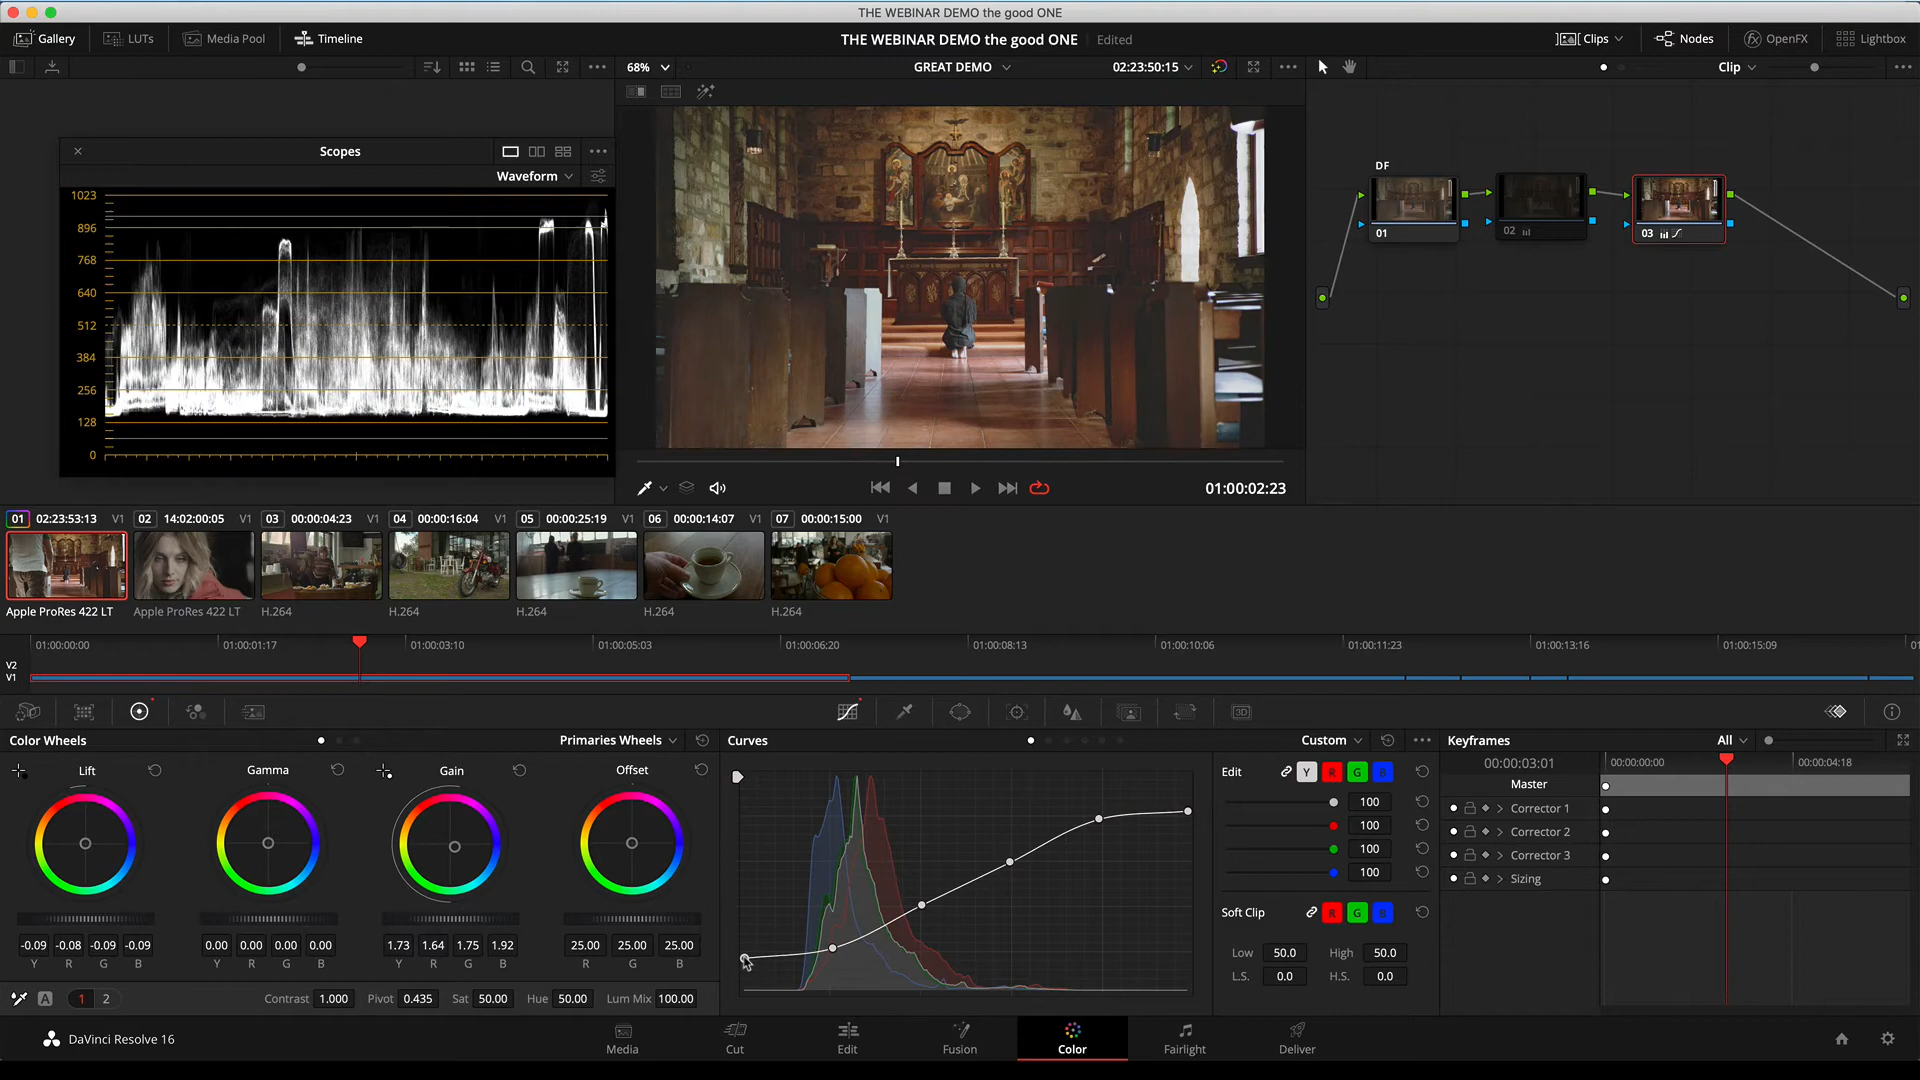 THE WEBINAR DEMO the good ONE
Gallery LUTs Media Pool Timeline THE WEBINAR DEMO the good ONE Edited Clips Nodes OpenFX Lightbox
68% GREAT DEMO 02:23:50:15 Clip
Scopes
Waveform
1023
896
768
640
512
384
256
128
0
DF
01 02 03
01:00:02:23
01 02:23:53:13 V1 02 14:02:00:05 V1 03 00:00:04:23 V1 04 00:00:16:04 V1 05 00:00:25:19 V1 06 00:00:14:07 V1 07 00:00:15:00 V1
Apple ProRes 422 LT Apple ProRes 422 LT H.264 H.264 H.264 H.264 H.264
01:00:00:00 01:00:01:17 01:00:03:10 01:00:05:03 01:00:06:20 01:00:08:13 01:00:10:06 01:00:11:23 01:00:13:16 01:00:15:09 01
V2
V1
3D
Color Wheels Primaries Wheels Curves Custom Keyframes All
Lift Gamma Gain Offset
Edit Y R G B
100
100
100
100
Soft Clip R G B
Low 50.0 High 50.0
L.S. 0.0 H.S. 0.0
00:00:03:01 00:00:00:00 00:00:04:18
Master
Corrector 1
Corrector 2
Corrector 3
Sizing
-0.09 -0.08 -0.09 -0.09 0.00 0.00 0.00 0.00 1.73 1.64 1.75 1.92 25.00 25.00 25.00
Y R G B Y R G B Y R G B R G B
A 1 2 Contrast 1.000 Pivot 0.435 Sat 50.00 Hue 50.00 Lum Mix 100.00
DaVinci Resolve 16 Media Cut Edit Fusion Color Fairlight Deliver